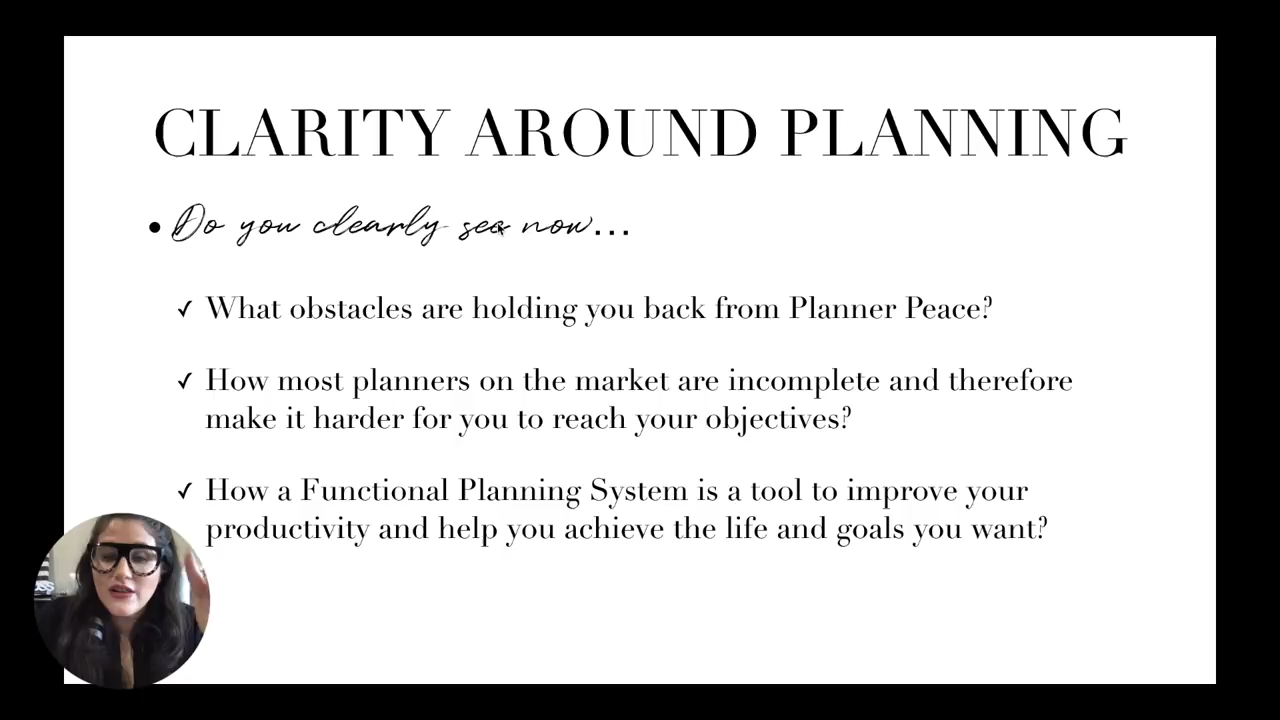 CLARITY AROUND PLANNING
• Do you clearly see now...
✓ What obstacles are holding you back from Planner Peace?
✓ How most planners on the market are incomplete and therefore
make it harder for you to reach your objectives?
✓ How a Functional Planning System is a tool to improve your
productivity and help you achieve the life and goals you want?